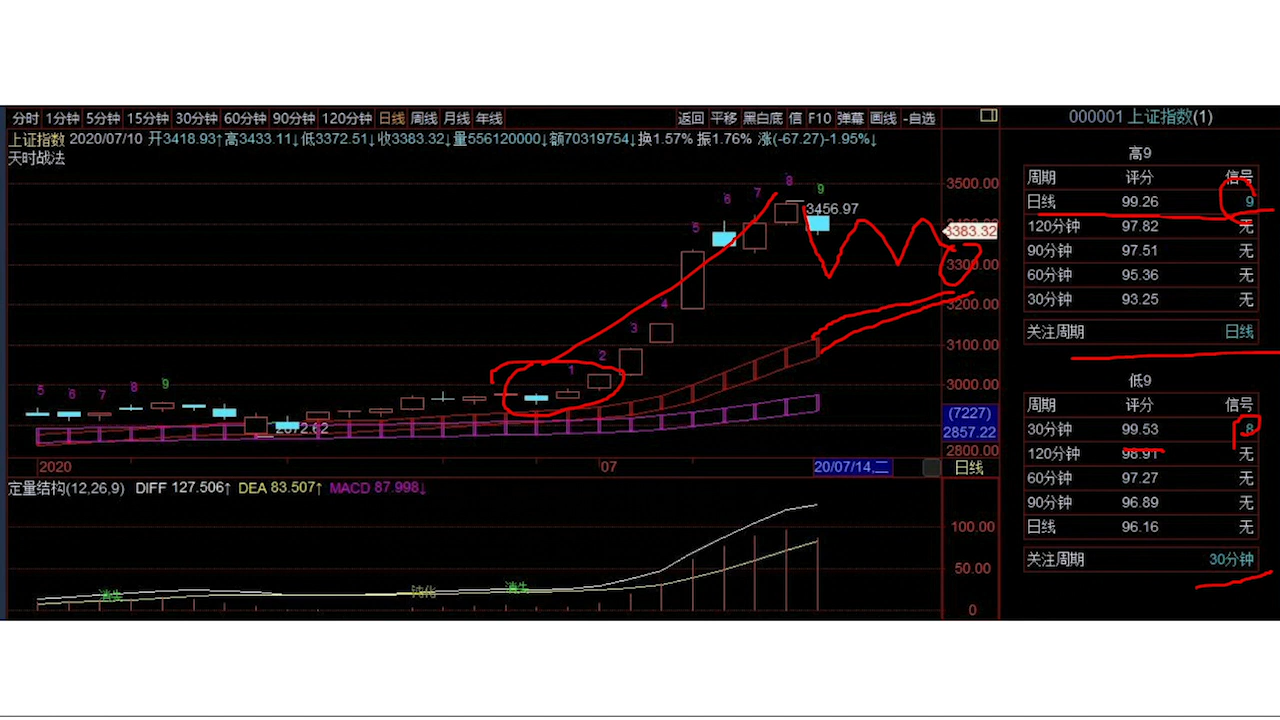 分时 1分钟 5分钟 15分钟 30分钟 60分钟 90分钟 120分钟 日线 周线 月线 年线 返回 平移 黑白底 信 F10 弹幕 画线 -自选
上证指数 2020/07/10 开3418.93↑高3433.11↓低3372.51↓收3383.32↓量556120000↓额70319754↓换1.57% 振1.76% 涨(-67.27)-1.95%↓
天时战法
3500.00
3456.97
3383.32
3300.00
3200.00
3100.00
3000.00
(7227)
2857.22
2800.00
5 6 7 8 9
1 2 3 4 5 6 7 8 9
2020 07 20/07/14,二 日线
定量结构(12,26,9) DIFF 127.506↑ DEA 83.507↑ MACD 87.998↓
100.00
50.00
0
消失 钝化 消失
000001 上证指数(1)
高9
周期 评分 信号
日线 99.26 9
120分钟 97.82 无
90分钟 97.51 无
60分钟 95.36 无
30分钟 93.25 无
关注周期 日线
低9
周期 评分 信号
30分钟 99.53 8
120分钟 98.91 无
60分钟 97.27 无
90分钟 96.89 无
日线 96.16 无
关注周期 30分钟